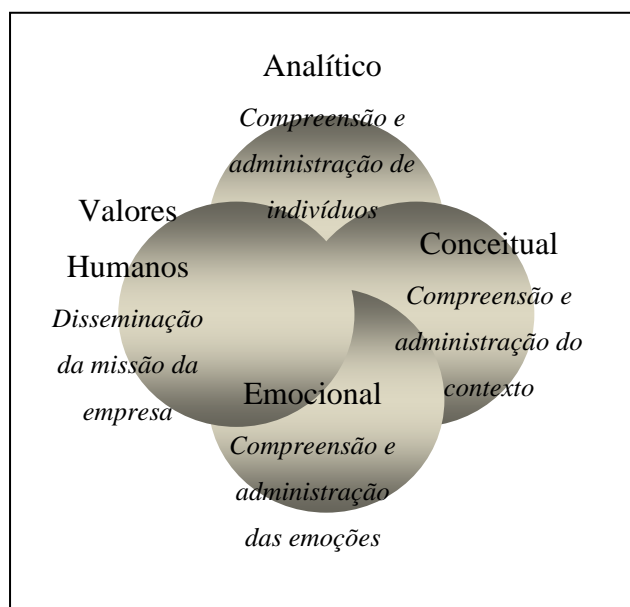 Analítico
Compreensão e
administração de
indivíduos
Valores
Humanos
Disseminação
da missão da
empresa
Conceitual
Compreensão e
administração do
contexto
Emocional
Compreensão e
administração
das emoções